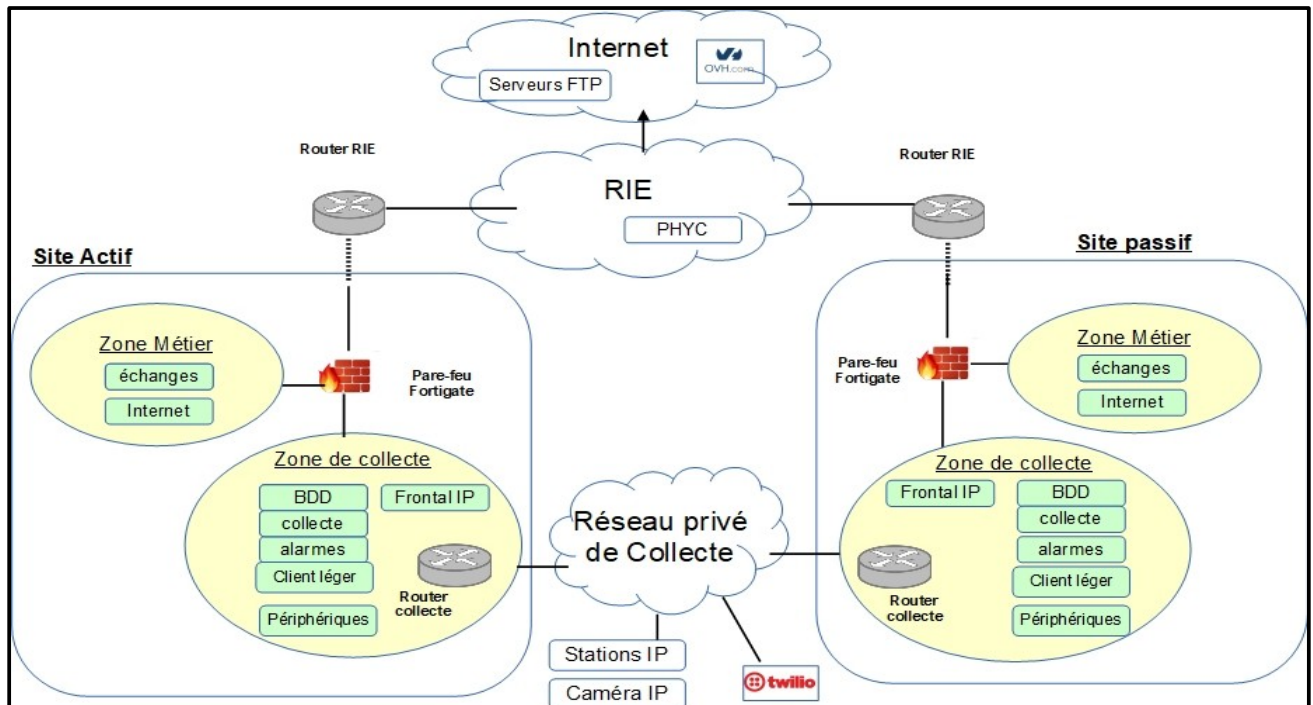 Internet
OVH.com
Serveurs FTP
Router RIE
Router RIE
RIE
PHYC
Site Actif
Site passif
Zone Métier
échanges
Internet
Pare-feu
Fortigate
Pare-feu
Fortigate
Zone Métier
échanges
Internet
Zone de collecte
BDD
Frontal IP
collecte
alarmes
Client léger
Périphériques
Router
collecte
Réseau privé
de Collecte
Zone de collecte
Frontal IP
BDD
collecte
alarmes
Client léger
Périphériques
Router
collecte
Stations IP
Caméra IP
twilio